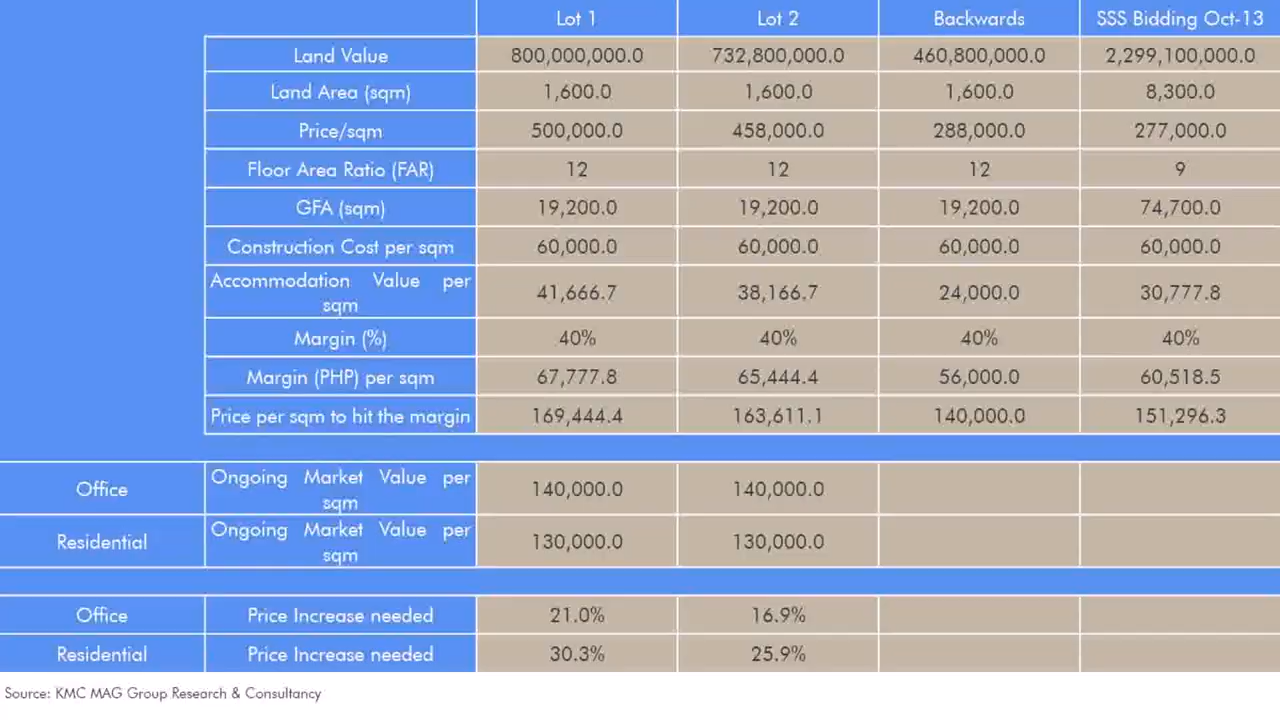 Lot 1 Lot 2 Backwards SSS Bidding Oct-13
Land Value 800,000,000.0 732,800,000.0 460,800,000.0 2,299,100,000.0
Land Area (sqm) 1,600.0 1,600.0 1,600.0 8,300.0
Price/sqm 500,000.0 458,000.0 288,000.0 277,000.0
Floor Area Ratio (FAR) 12 12 12 9
GFA (sqm) 19,200.0 19,200.0 19,200.0 74,700.0
Construction Cost per sqm 60,000.0 60,000.0 60,000.0 60,000.0
Accommodation Value per
sqm 41,666.7 38,166.7 24,000.0 30,777.8
Margin (%) 40% 40% 40% 40%
Margin (PHP) per sqm 67,777.8 65,444.4 56,000.0 60,518.5
Price per sqm to hit the margin 169,444.4 163,611.1 140,000.0 151,296.3
Office Ongoing Market Value per
sqm 140,000.0 140,000.0
Residential Ongoing Market Value per
sqm 130,000.0 130,000.0
Office Price Increase needed 21.0% 16.9%
Residential Price Increase needed 30.3% 25.9%
Source: KMC MAG Group Research & Consultancy